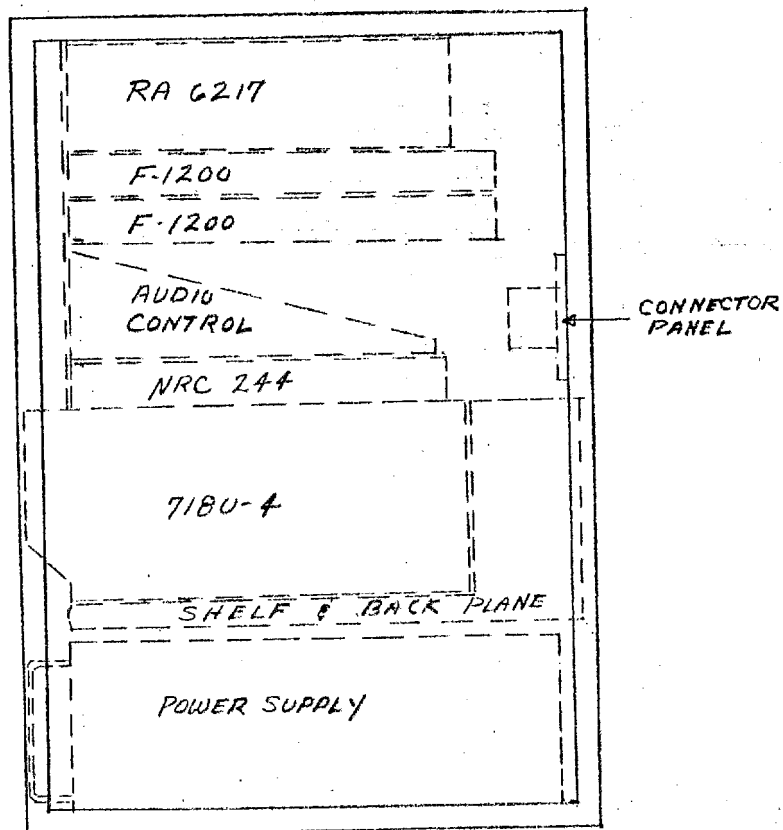 RA 6217
F-1200
F-1200
AUDIO
CONTROL
CONNECTOR
PANEL
NRC 244
718U-4
SHELF & BACK PLANE
POWER SUPPLY